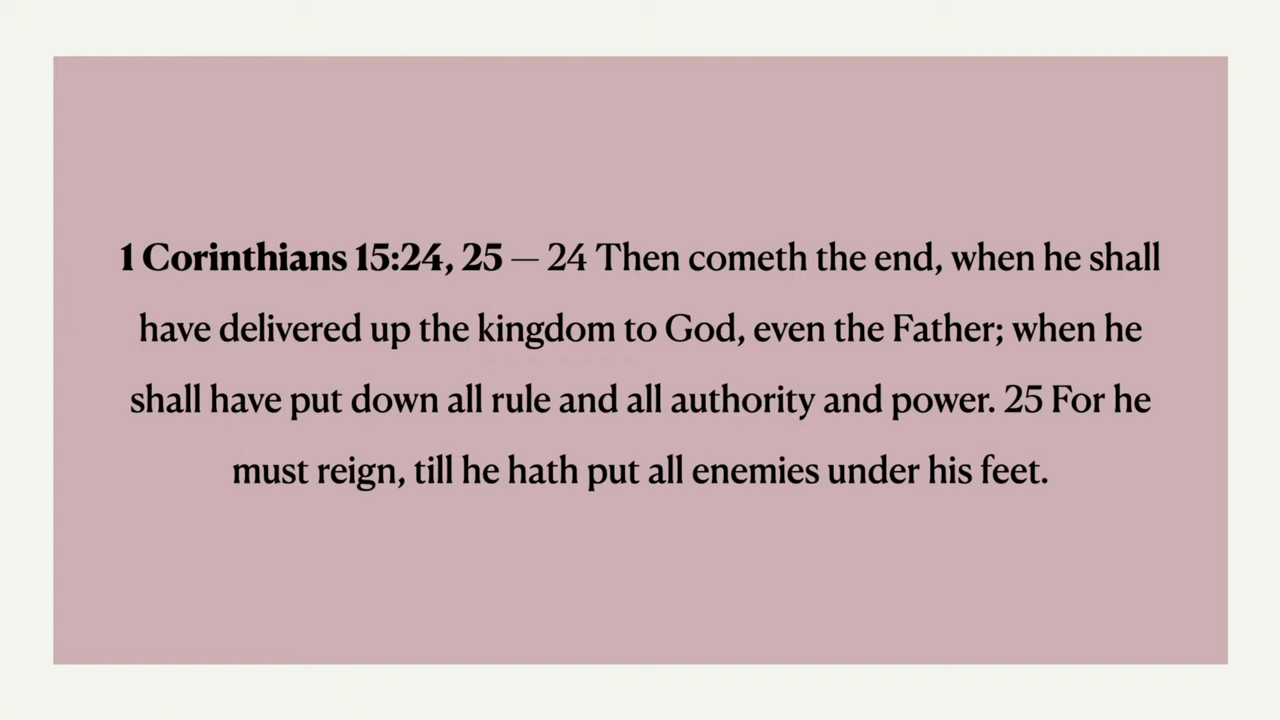 1 Corinthians 15:24, 25 — 24 Then cometh the end, when he shall
have delivered up the kingdom to God, even the Father; when he
shall have put down all rule and all authority and power. 25 For he
must reign, till he hath put all enemies under his feet.